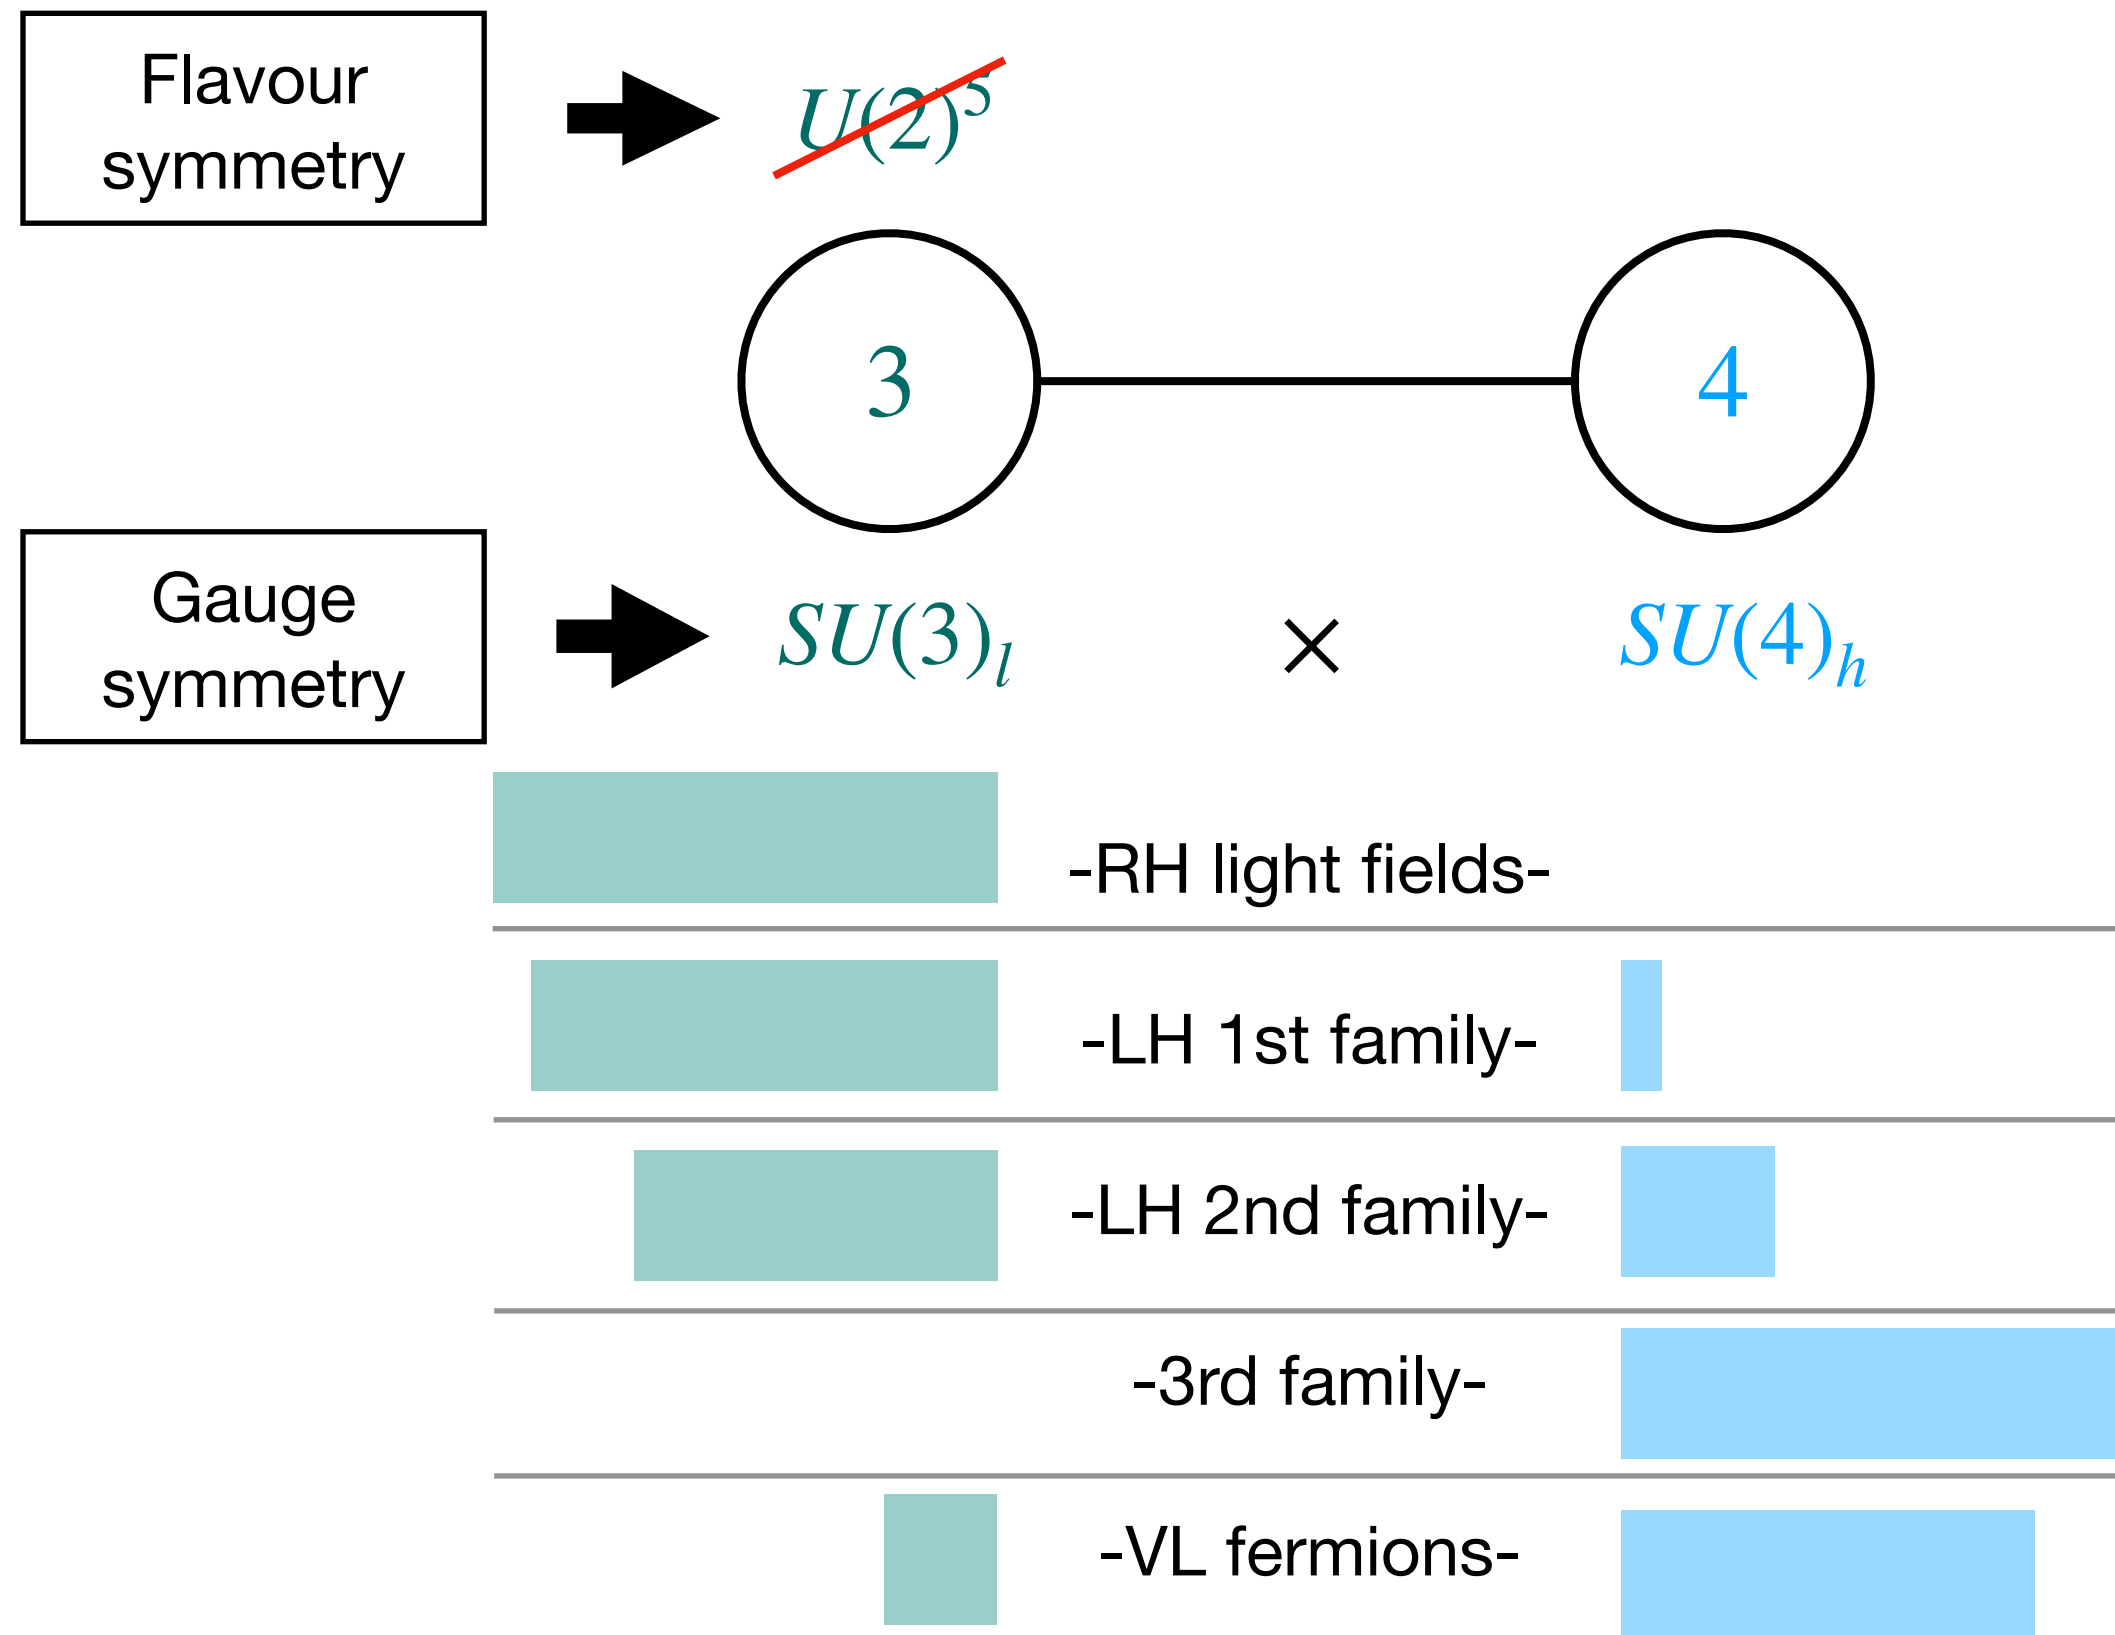 Flavour
symmetry
U(2)⁵
3
4
Gauge
symmetry
SU(3)ₗ × SU(4)ₕ
-RH light fields-
-LH 1st family-
-LH 2nd family-
-3rd family-
-VL fermions-